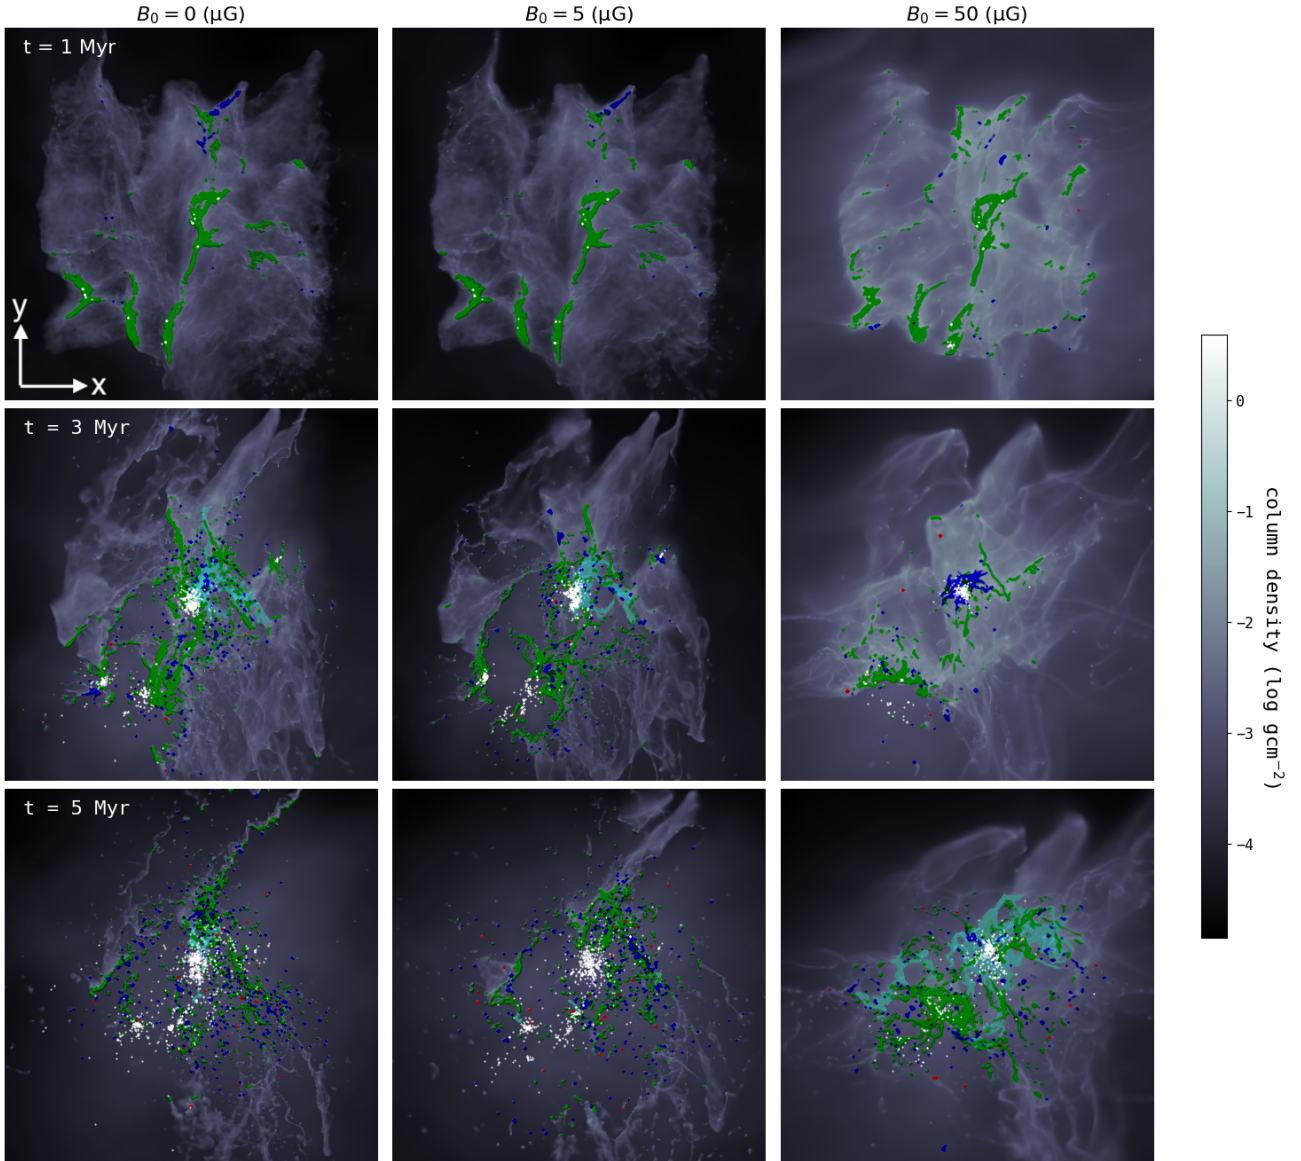 B₀ = 0 (μG)
B₀ = 5 (μG)
B₀ = 50 (μG)
t = 1 Myr
y
x
t = 3 Myr
t = 5 Myr
0
−1
−2
−3
−4
column density (log gcm⁻²)